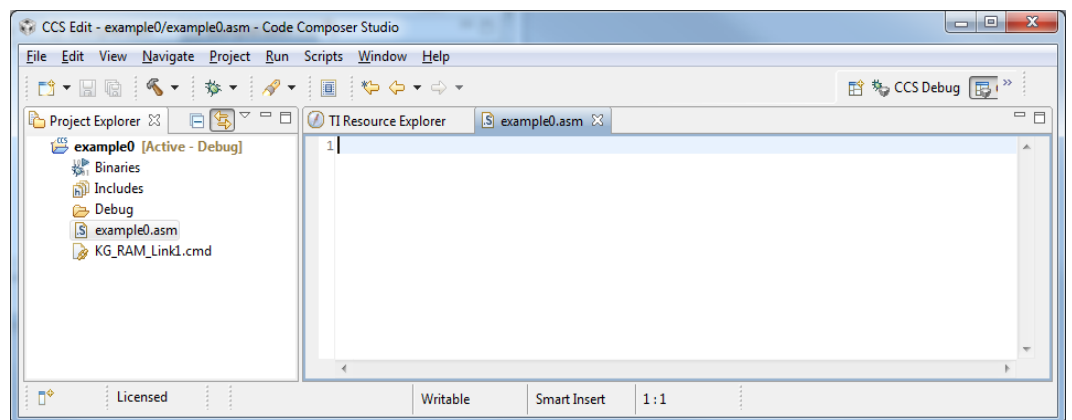 CCS Edit - example0/example0.asm - Code Composer Studio
File Edit View Navigate Project Run Scripts Window Help
CCS Debug »
Project Explorer
TI Resource Explorer
.S example0.asm
CCS example0 [Active - Debug]
1
Binaries
h Includes
Debug
.S example0.asm
KG_RAM_Link1.cmd
Licensed Writable Smart Insert 1 : 1